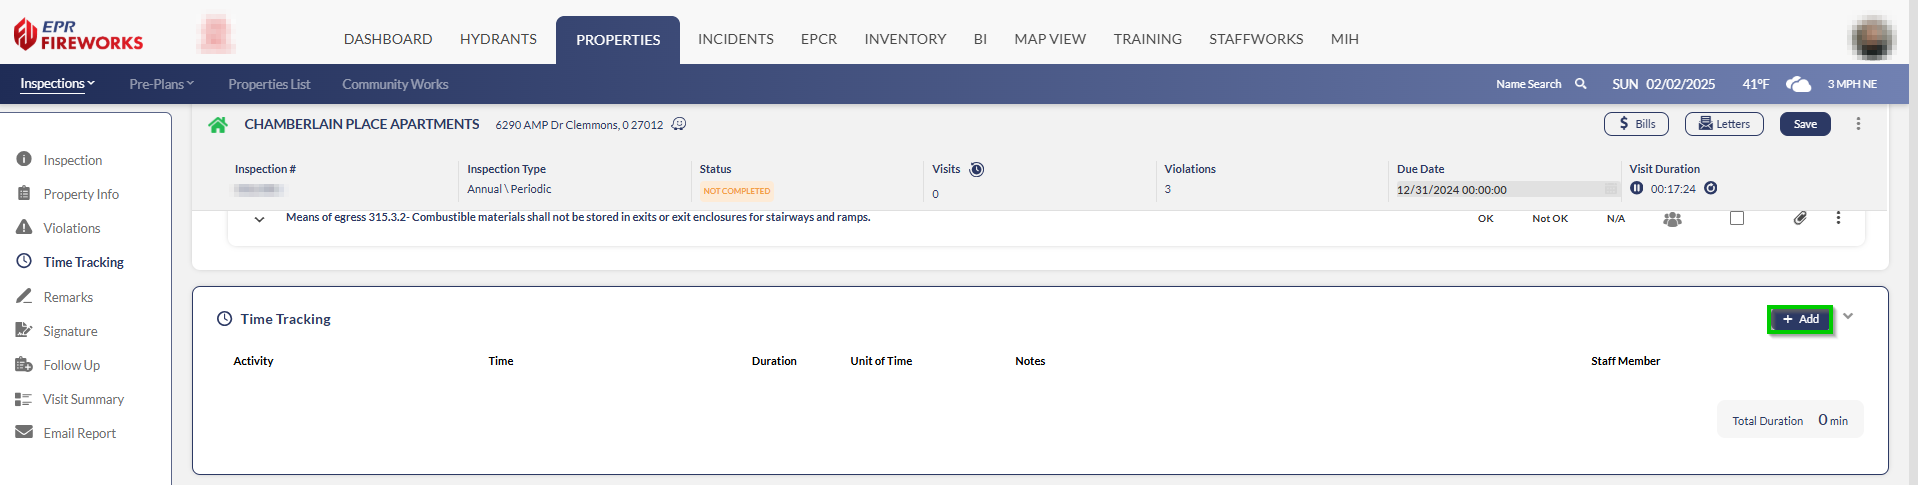 EPR
FIREWORKS
DASHBOARD HYDRANTS PROPERTIES INCIDENTS EPCR INVENTORY BI MAP VIEW TRAINING STAFFWORKS MIH
Inspections Pre-Plans Properties List Community Works Name Search SUN 02/02/2025 41°F 3 MPH NE
CHAMBERLAIN PLACE APARTMENTS 6290 AMP Dr Clemmons, 0 27012 $ Bills Letters Save
Inspection # Inspection Type Status Visits Violations Due Date Visit Duration
Annual \ Periodic NOT COMPLETED 0 3 12/31/2024 00:00:00 00:17:24
Means of egress 315.3.2- Combustible materials shall not be stored in exits or exit enclosures for stairways and ramps. OK Not OK N/A
Inspection
Property Info
Violations
Time Tracking
Remarks
Signature
Follow Up
Visit Summary
Email Report
Time Tracking + Add
Activity Time Duration Unit of Time Notes Staff Member
Total Duration 0 min